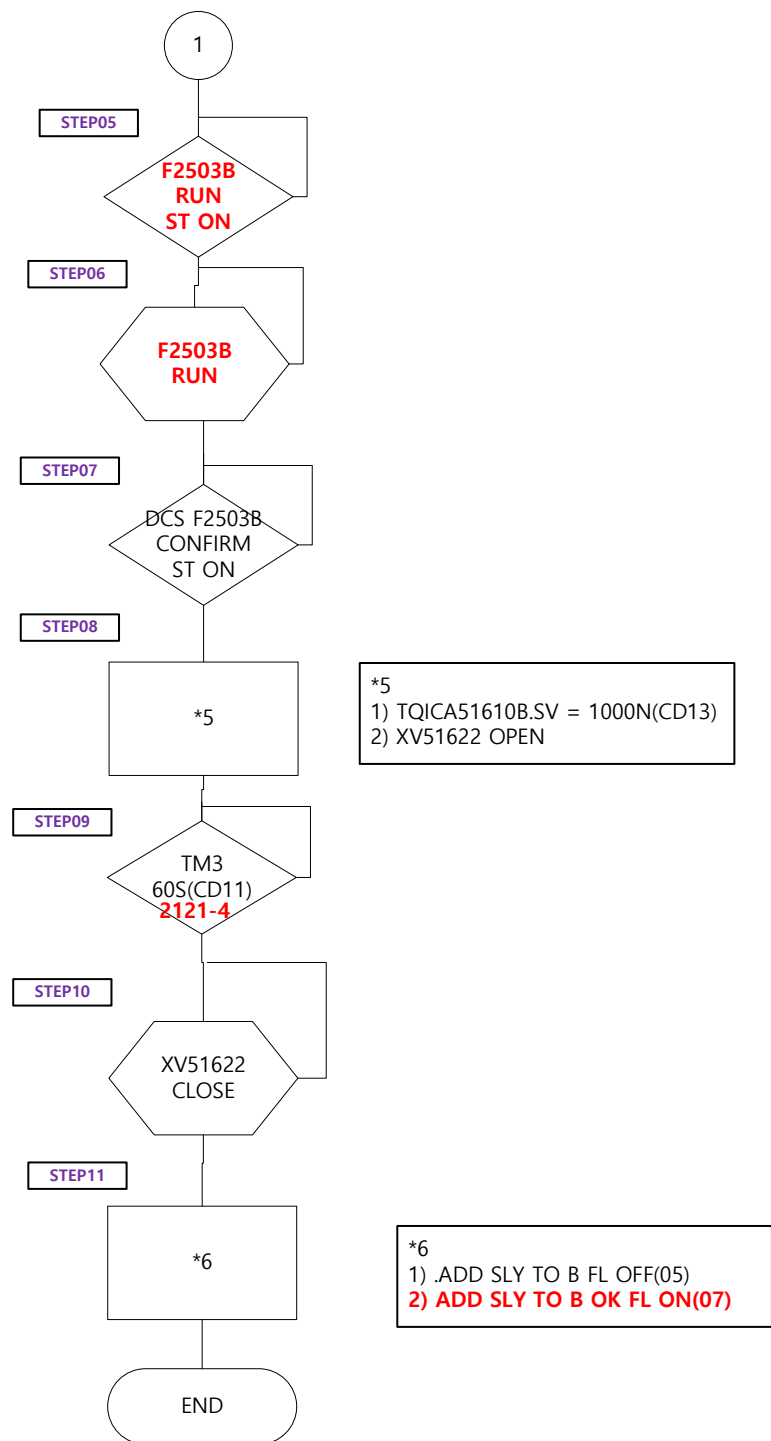 1
STEP05
F2503B
RUN
ST ON
STEP06
F2503B
RUN
STEP07
DCS F2503B
CONFIRM
ST ON
STEP08
*5
*5
1) TQICA51610B.SV = 1000N(CD13)
2) XV51622 OPEN
STEP09
TM3
60S(CD11)
2121-4
STEP10
XV51622
CLOSE
STEP11
*6
*6
1) .ADD SLY TO B FL OFF(05)
2) ADD SLY TO B OK FL ON(07)
END